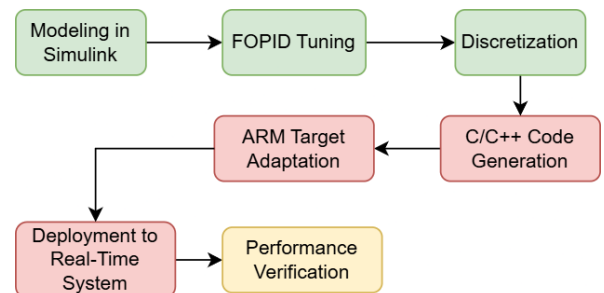 Modeling in
Simulink
FOPID Tuning
Discretization
C/C++ Code
Generation
ARM Target
Adaptation
Deployment to
Real-Time
System
Performance
Verification